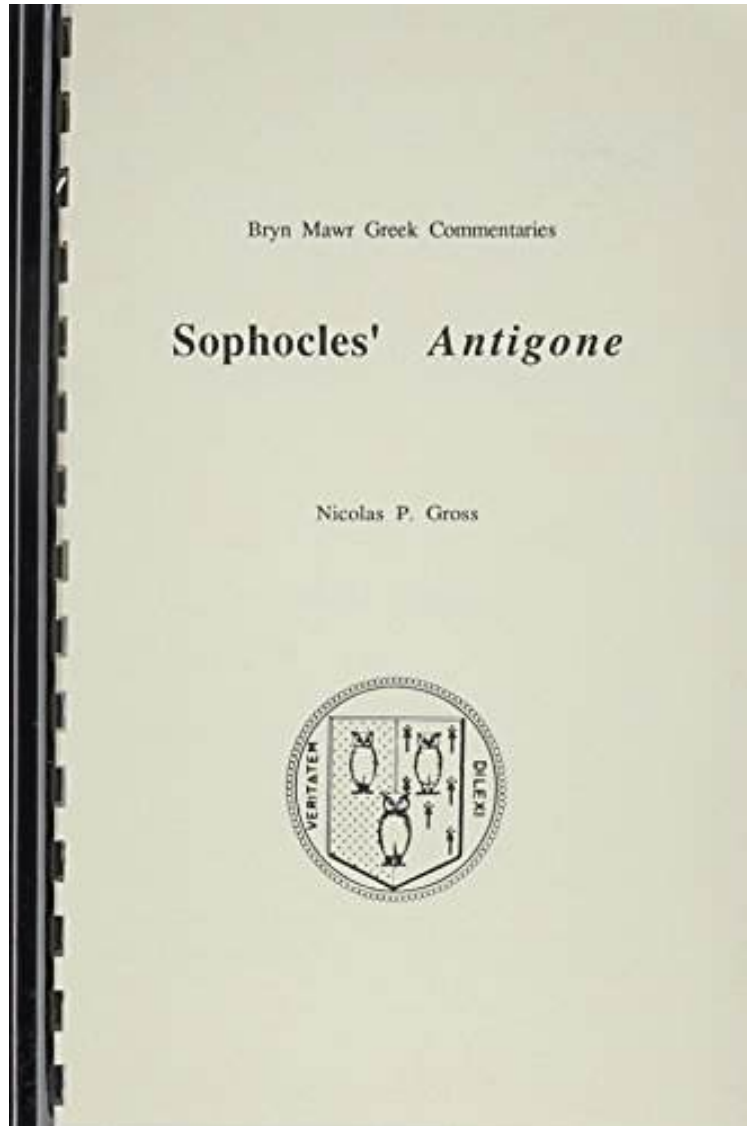 Bryn Mawr Greek Commentaries
Sophocles' Antigone
Nicolas P. Gross
VERITATEM
DILEXI